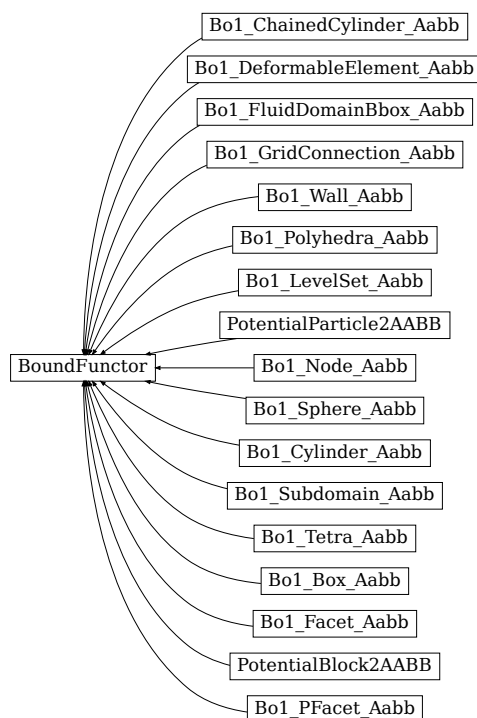 Bo1_ChainedCylinder_Aabb
Bo1_DeformableElement_Aabb
Bo1_FluidDomainBbox_Aabb
Bo1_GridConnection_Aabb
Bo1_Wall_Aabb
Bo1_Polyhedra_Aabb
Bo1_LevelSet_Aabb
PotentialParticle2AABB
BoundFunctor
Bo1_Node_Aabb
Bo1_Sphere_Aabb
Bo1_Cylinder_Aabb
Bo1_Subdomain_Aabb
Bo1_Tetra_Aabb
Bo1_Box_Aabb
Bo1_Facet_Aabb
PotentialBlock2AABB
Bo1_PFacet_Aabb